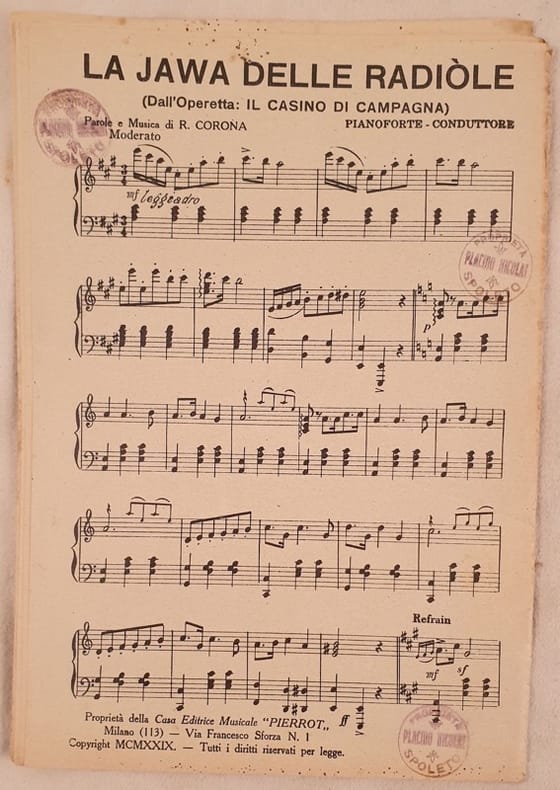 LA JAWA DELLE RADIÒLE
(Dall'Operetta: IL CASINO DI CAMPAGNA)
Parole e Musica di R. CORONA
PIANOFORTE - CONDUTTORE
Moderato
mf leggeadro
PROPRIETÀ
PLACIDO NICOLAI
SPOLETO
p
Refrain
mf
sf
ff
Proprietà della Casa Editrice Musicale "PIERROT„
Milano (113) — Via Francesco Sforza N. 1
Copyright MCMXXIX. — Tutti i diritti riservati per legge.
PROPRIETÀ
PLACIDO NICOLAI
SPOLETO